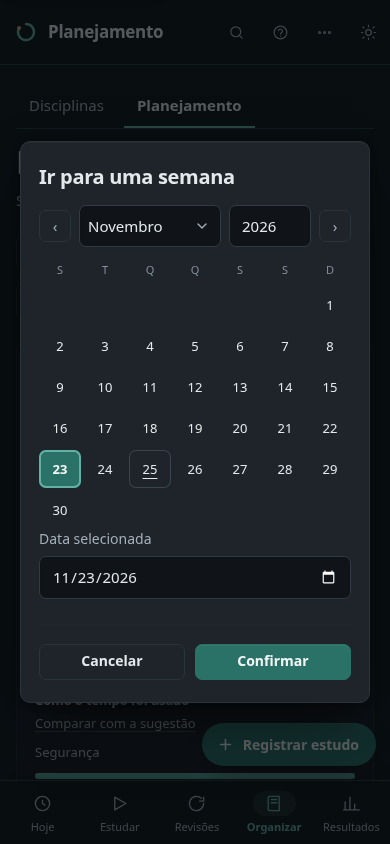 Planejamento
Disciplinas Planejamento
Ir para uma semana
‹ Novembro 2026 ›
S T Q Q S S D
1
2 3 4 5 6 7 8
9 10 11 12 13 14 15
16 17 18 19 20 21 22
23 24 25 26 27 28 29
30
Data selecionada
11/23/2026
Cancelar Confirmar
Comparar com a sugestão
+ Registrar estudo
Segurança
Hoje Estudar Revisões Organizar Resultados